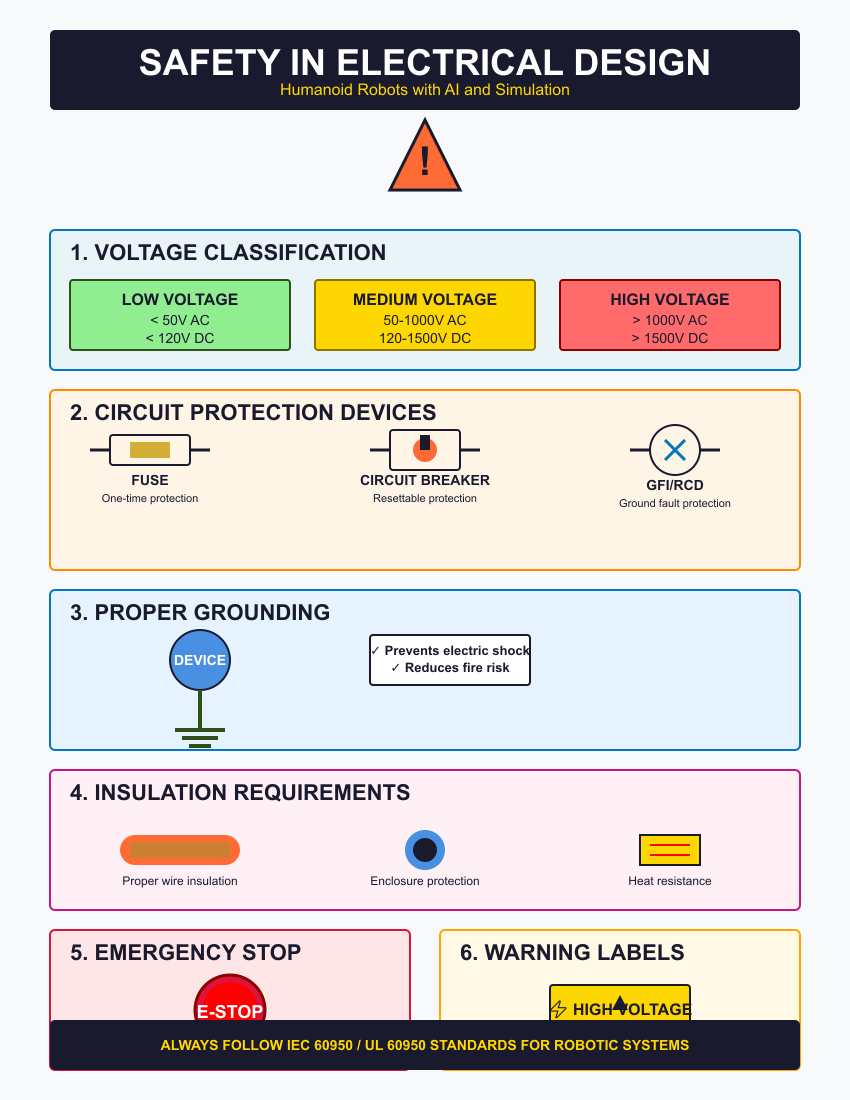 SAFETY IN ELECTRICAL DESIGN
Humanoid Robots with AI and Simulation
!
1. VOLTAGE CLASSIFICATION
LOW VOLTAGE
< 50V AC
< 120V DC
MEDIUM VOLTAGE
50-1000V AC
120-1500V DC
HIGH VOLTAGE
> 1000V AC
> 1500V DC
2. CIRCUIT PROTECTION DEVICES
FUSE
One-time protection
CIRCUIT BREAKER
Resettable protection
GFI/RCD
Ground fault protection
3. PROPER GROUNDING
DEVICE
✓ Prevents electric shock
✓ Reduces fire risk
4. INSULATION REQUIREMENTS
Proper wire insulation
Enclosure protection
Heat resistance
5. EMERGENCY STOP
E-STOP
6. WARNING LABELS
⚡ HIGH VOLTAGE
ALWAYS FOLLOW IEC 60950 / UL 60950 STANDARDS FOR ROBOTIC SYSTEMS